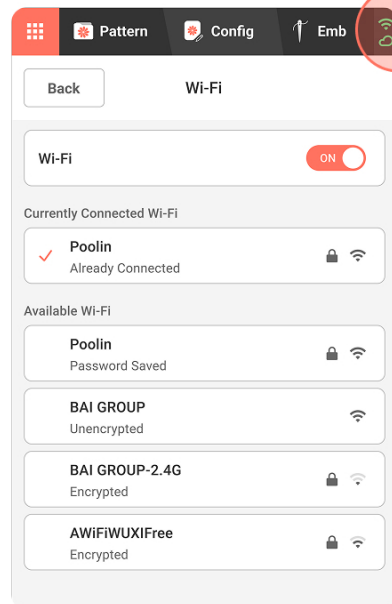 Pattern Config Emb
Back Wi-Fi
Wi-Fi ON
Currently Connected Wi-Fi
Poolin
Already Connected
Available Wi-Fi
Poolin
Password Saved
BAI GROUP
Unencrypted
BAI GROUP-2.4G
Encrypted
AWiFiWUXIFree
Encrypted